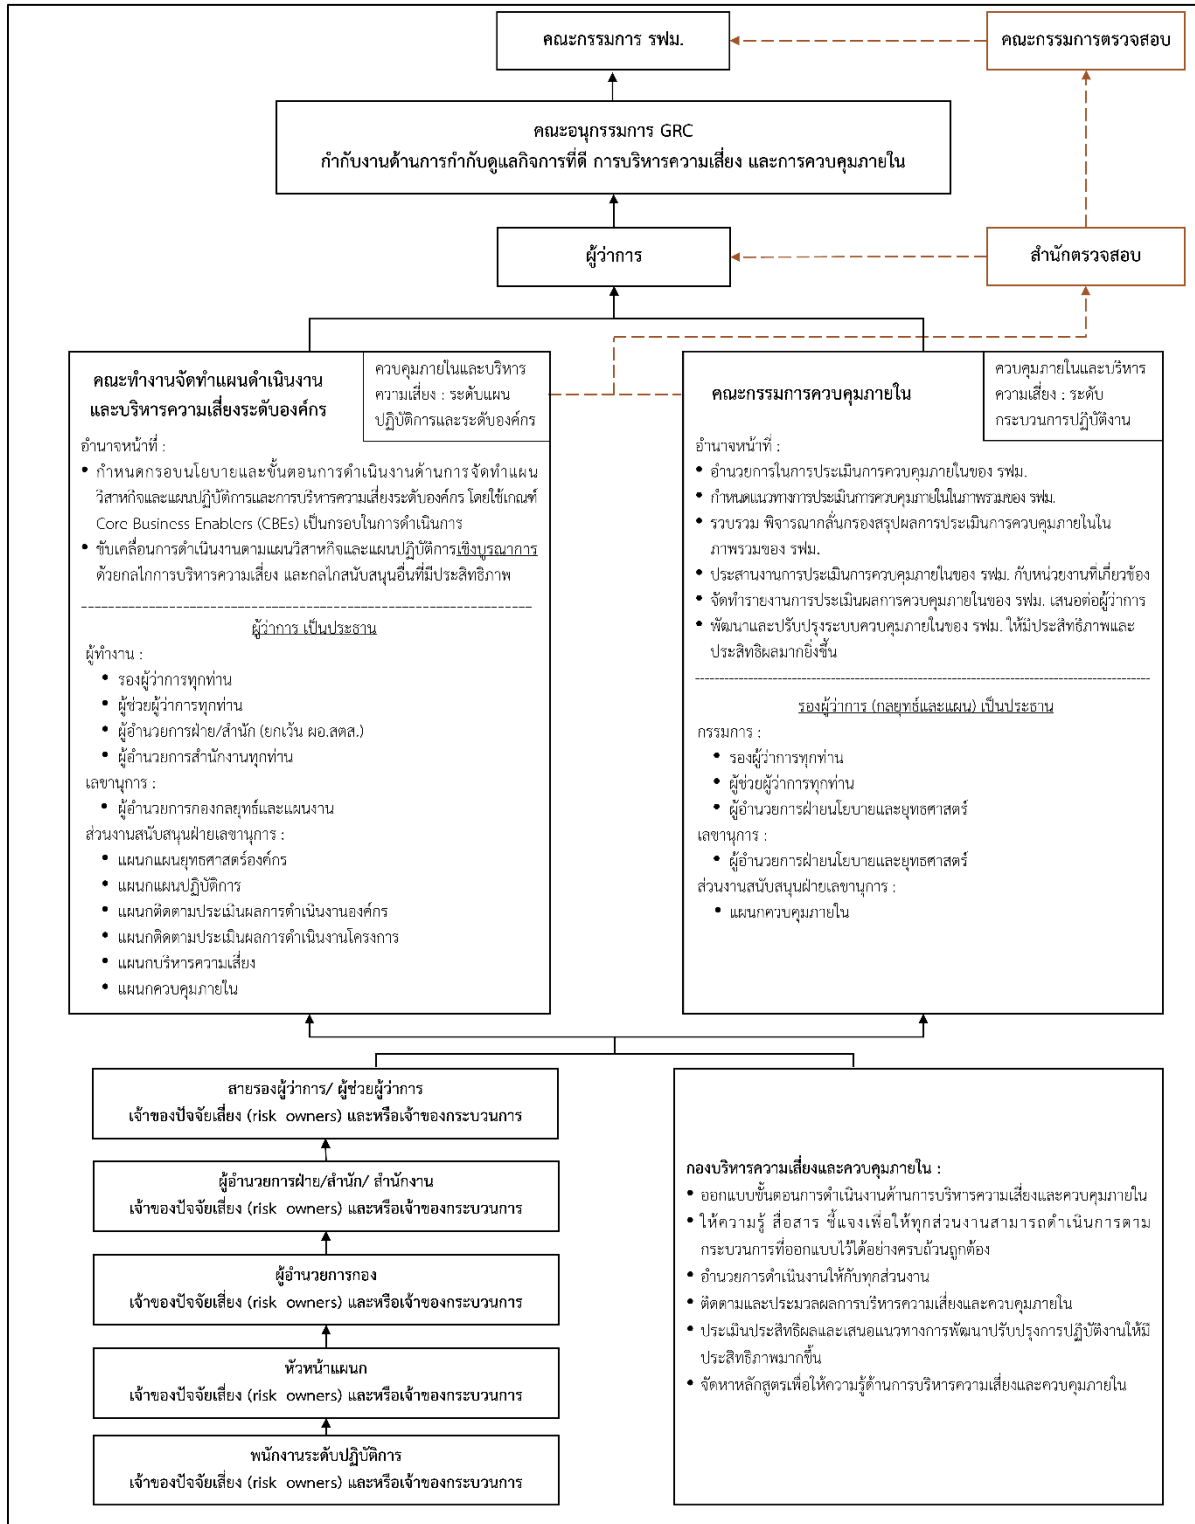 คณะกรรมการ รฟม.
คณะกรรมการตรวจสอบ
คณะอนุกรรมการ GRC
กำกับงานด้านการกำกับดูแลกิจการที่ดี การบริหารความเสี่ยง และการควบคุมภายใน
ผู้ว่าการ
สำนักตรวจสอบ
คณะทำงานจัดทำแผนดำเนินงาน
และบริหารความเสี่ยงระดับองค์กร
ควบคุมภายในและบริหาร
ความเสี่ยง : ระดับแผน
ปฏิบัติการและระดับองค์กร
อำนาจหน้าที่ :
• กำหนดกรอบนโยบายและขั้นตอนการดำเนินงานด้านการจัดทำแผน
วิสาหกิจและแผนปฏิบัติการและการบริหารความเสี่ยงระดับองค์กร โดยใช้เกณฑ์
Core Business Enablers (CBEs) เป็นกรอบในการดำเนินการ
• ขับเคลื่อนการดำเนินงานตามแผนวิสาหกิจและแผนปฏิบัติการเชิงบูรณาการ
ด้วยกลไกการบริหารความเสี่ยง และกลไกสนับสนุนอื่นที่มีประสิทธิภาพ
ผู้ว่าการ เป็นประธาน
ผู้ทำงาน :
• รองผู้ว่าการทุกท่าน
• ผู้ช่วยผู้ว่าการทุกท่าน
• ผู้อำนวยการฝ่าย/สำนัก (ยกเว้น ผอ.สตส.)
• ผู้อำนวยการสำนักงานทุกท่าน
เลขานุการ :
• ผู้อำนวยการกองกลยุทธ์และแผนงาน
ส่วนงานสนับสนุนฝ่ายเลขานุการ :
• แผนกแผนยุทธศาสตร์องค์กร
• แผนกแผนปฏิบัติการ
• แผนกติดตามประเมินผลการดำเนินงานองค์กร
• แผนกติดตามประเมินผลการดำเนินงานโครงการ
• แผนกบริหารความเสี่ยง
• แผนกควบคุมภายใน
คณะกรรมการควบคุมภายใน
ควบคุมภายในและบริหาร
ความเสี่ยง : ระดับ
กระบวนการปฏิบัติงาน
อำนาจหน้าที่ :
• อำนวยการในการประเมินการควบคุมภายในของ รฟม.
• กำหนดแนวทางการประเมินการควบคุมภายในในภาพรวมของ รฟม.
• รวบรวม พิจารณากลั่นกรองสรุปผลการประเมินการควบคุมภายในใน
ภาพรวมของ รฟม.
• ประสานงานการประเมินการควบคุมภายในของ รฟม. กับหน่วยงานที่เกี่ยวข้อง
• จัดทำรายงานการประเมินผลการควบคุมภายในของ รฟม. เสนอต่อผู้ว่าการ
• พัฒนาและปรับปรุงระบบควบคุมภายในของ รฟม. ให้มีประสิทธิภาพและ
ประสิทธิผลมากยิ่งขึ้น
รองผู้ว่าการ (กลยุทธ์และแผน) เป็นประธาน
กรรมการ :
• รองผู้ว่าการทุกท่าน
• ผู้ช่วยผู้ว่าการทุกท่าน
• ผู้อำนวยการฝ่ายนโยบายและยุทธศาสตร์
เลขานุการ :
• ผู้อำนวยการฝ่ายนโยบายและยุทธศาสตร์
ส่วนงานสนับสนุนฝ่ายเลขานุการ :
• แผนกควบคุมภายใน
สายรองผู้ว่าการ/ ผู้ช่วยผู้ว่าการ
เจ้าของปัจจัยเสี่ยง (risk owners) และหรือเจ้าของกระบวนการ
ผู้อำนวยการฝ่าย/สำนัก/ สำนักงาน
เจ้าของปัจจัยเสี่ยง (risk owners) และหรือเจ้าของกระบวนการ
ผู้อำนวยการกอง
เจ้าของปัจจัยเสี่ยง (risk owners) และหรือเจ้าของกระบวนการ
หัวหน้าแผนก
เจ้าของปัจจัยเสี่ยง (risk owners) และหรือเจ้าของกระบวนการ
พนักงานระดับปฏิบัติการ
เจ้าของปัจจัยเสี่ยง (risk owners) และหรือเจ้าของกระบวนการ
กองบริหารความเสี่ยงและควบคุมภายใน :
• ออกแบบขั้นตอนการดำเนินงานด้านการบริหารความเสี่ยงและควบคุมภายใน
• ให้ความรู้ สื่อสาร ชี้แจงเพื่อให้ทุกส่วนงานสามารถดำเนินการตาม
กระบวนการที่ออกแบบไว้ได้อย่างครบถ้วนถูกต้อง
• อำนวยการดำเนินงานให้กับทุกส่วนงาน
• ติดตามและประมวลผลการบริหารความเสี่ยงและควบคุมภายใน
• ประเมินประสิทธิผลและเสนอแนวทางการพัฒนาปรับปรุงการปฏิบัติงานให้มี
ประสิทธิภาพมากขึ้น
• จัดหาหลักสูตรเพื่อให้ความรู้ด้านการบริหารความเสี่ยงและควบคุมภายใน